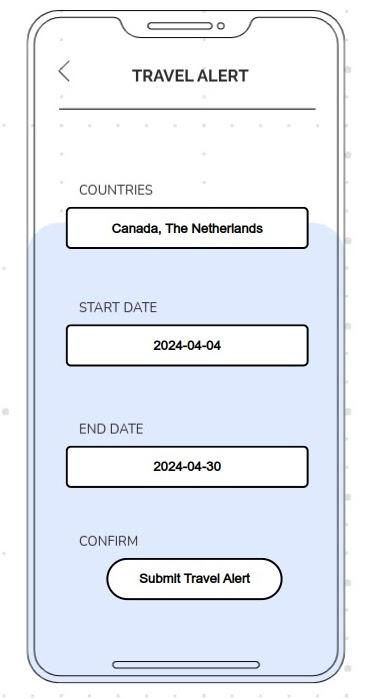 TRAVEL ALERT
COUNTRIES
Canada, The Netherlands
START DATE
2024-04-04
END DATE
2024-04-30
CONFIRM
Submit Travel Alert